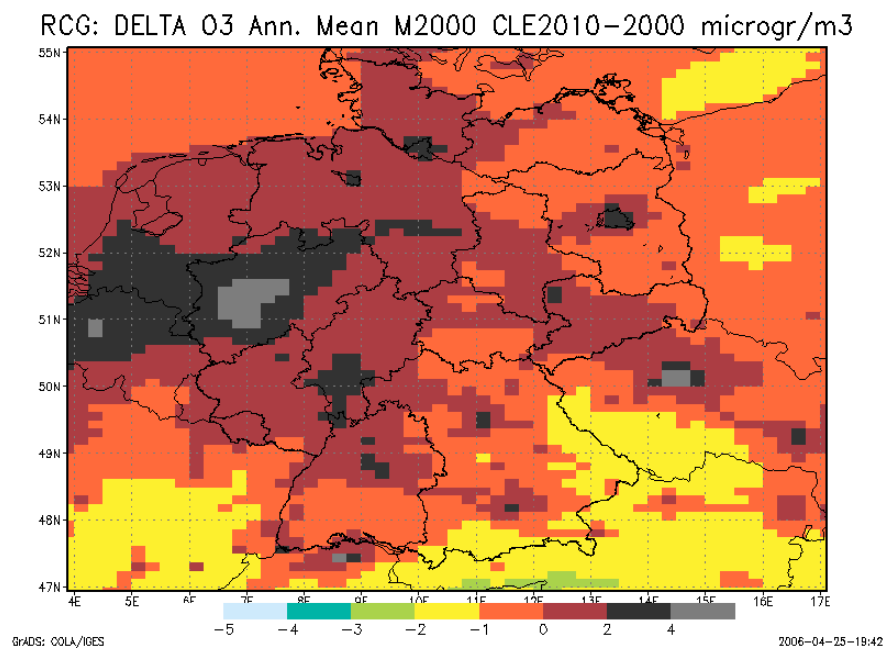 RCG: DELTA O3 Ann. Mean M2000 CLE2010-2000 microgr/m3
55N
54N
53N
52N
51N
50N
49N
48N
47N
4E 5E 6E 7E 8E 9E 10E 11E 12E 13E 14E 15E 16E 17E
-5 -4 -3 -2 -1 0 2 4
GrADS: COLA/IGES 2006-04-25-19:42